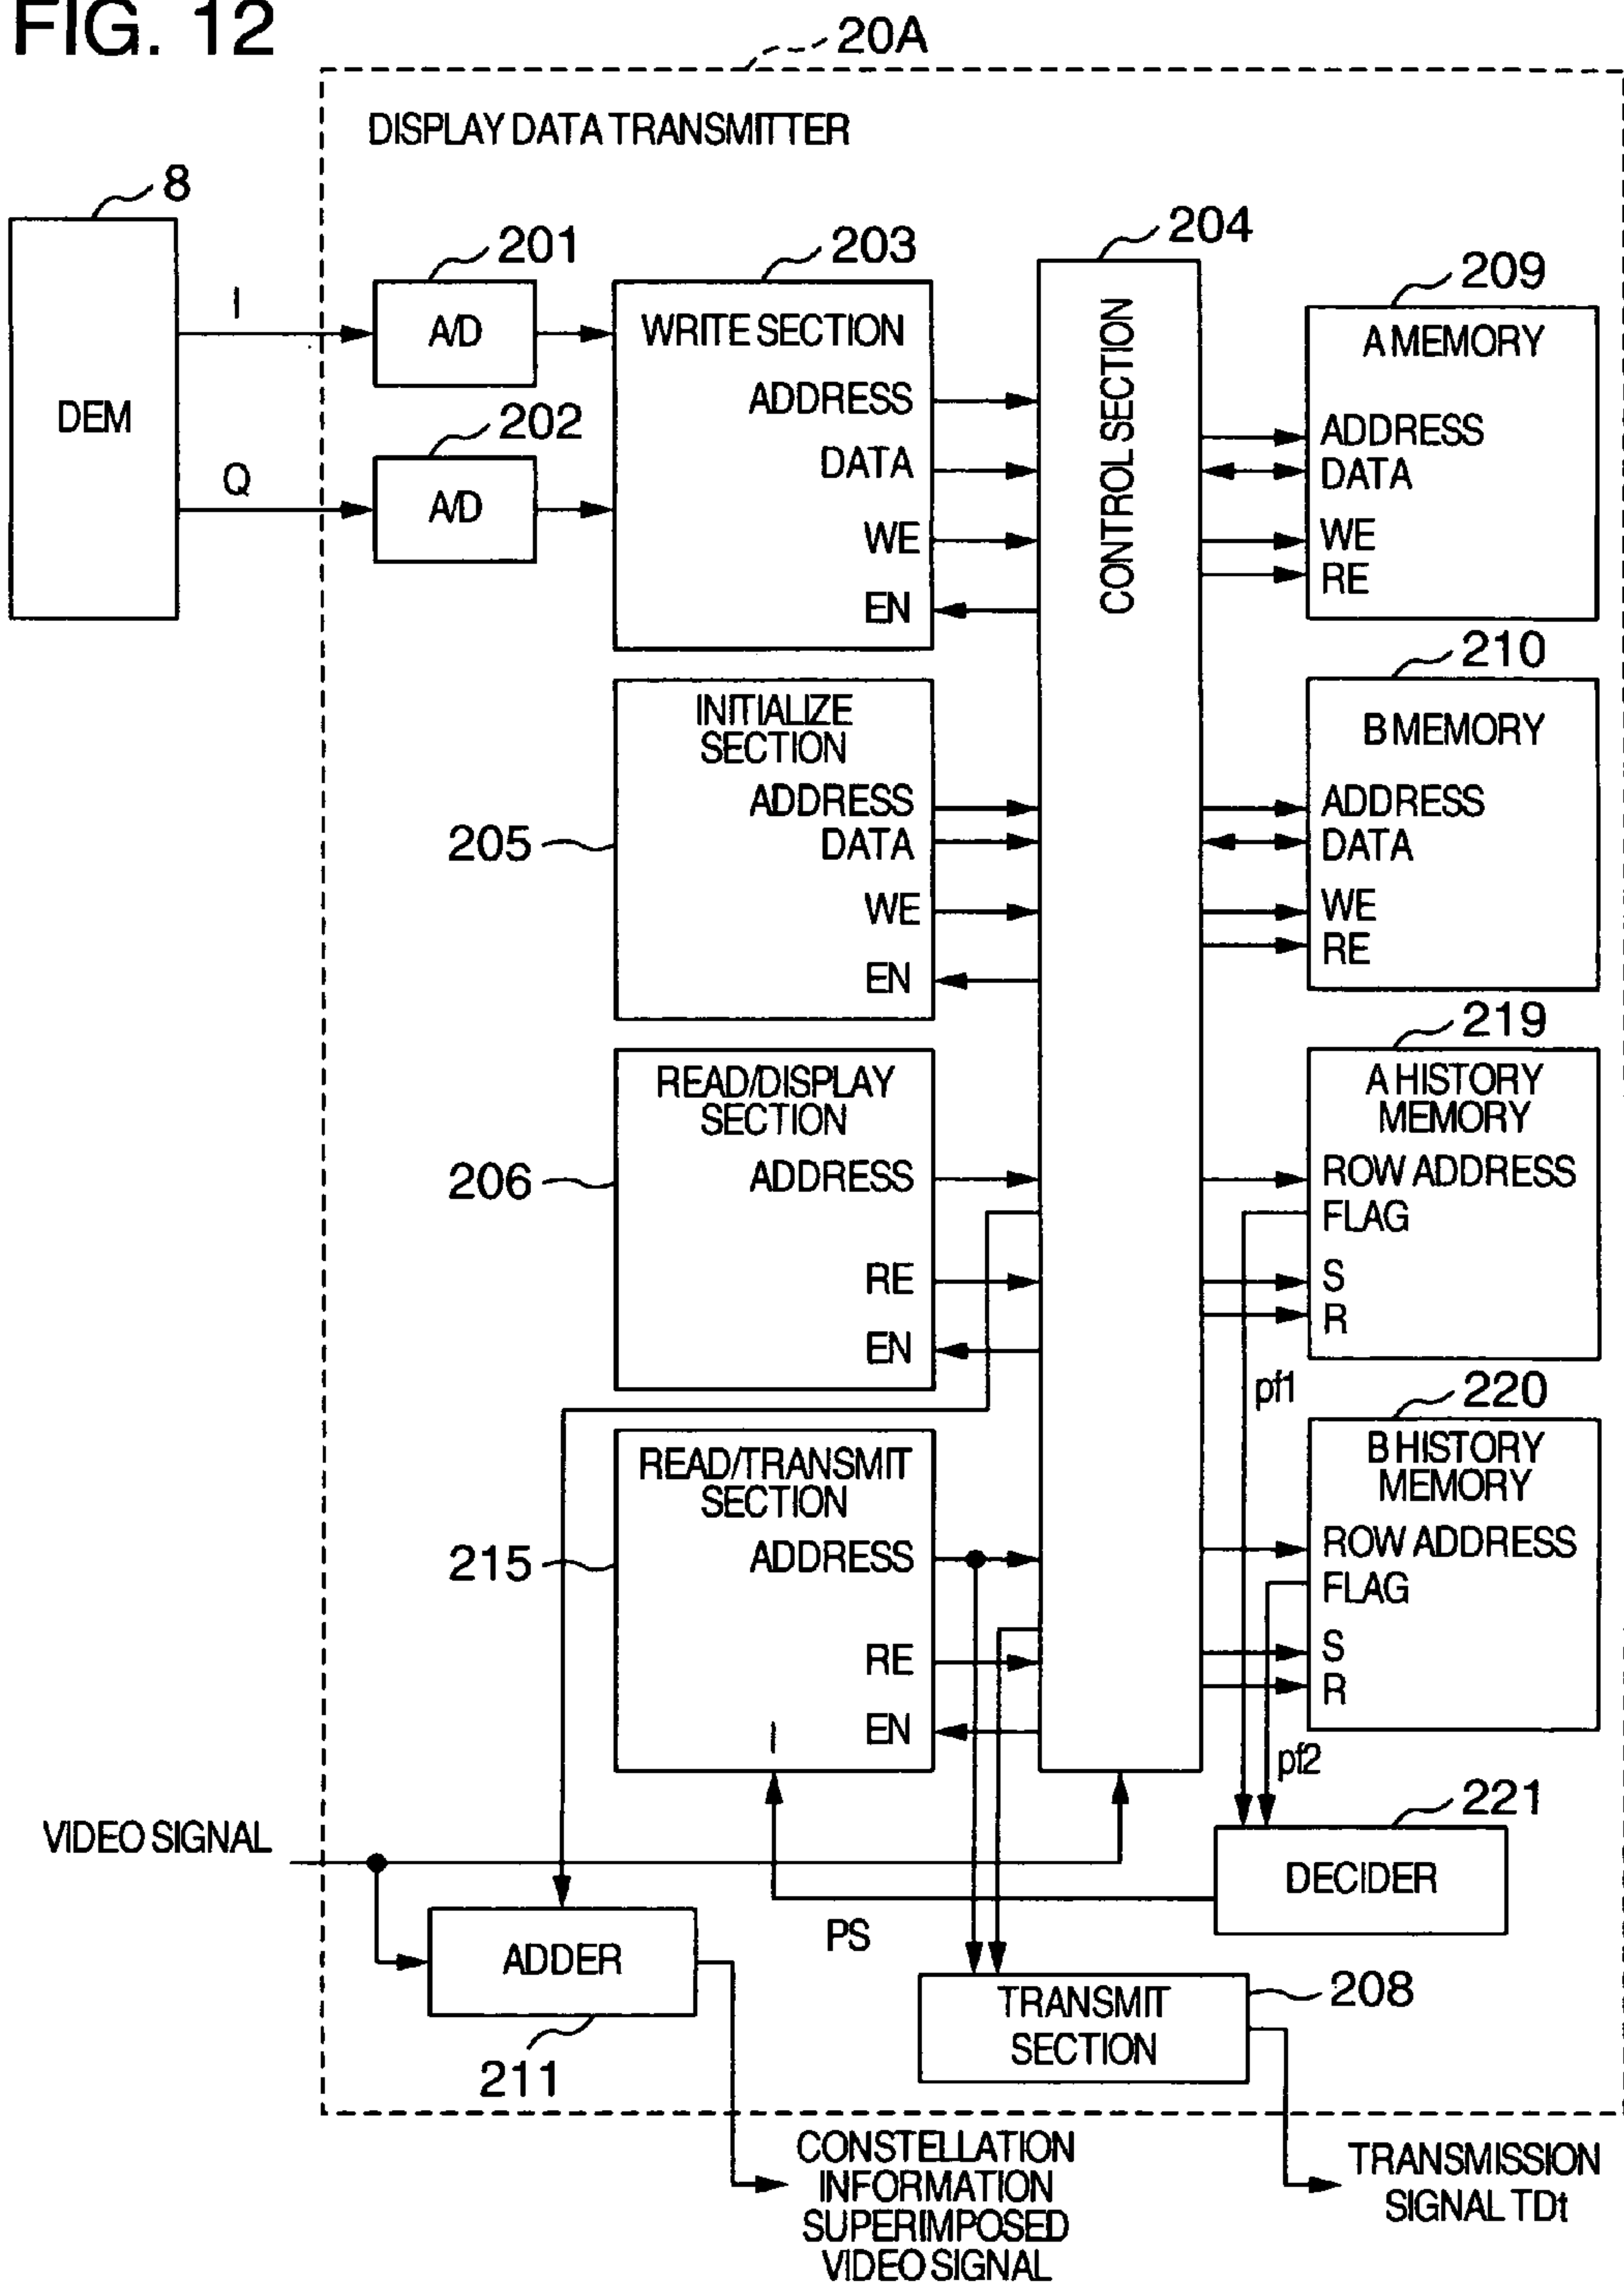 FIG. 12
20A
DISPLAY DATA TRANSMITTER
8
DEM
I
Q
201
A/D
202
A/D
203
WRITE SECTION
ADDRESS
DATA
WE
EN
204
CONTROL SECTION
209
A MEMORY
ADDRESS
DATA
WE
RE
205
INITIALIZE
SECTION
ADDRESS
DATA
WE
EN
210
B MEMORY
ADDRESS
DATA
WE
RE
206
READ/DISPLAY
SECTION
ADDRESS
RE
EN
219
A HISTORY
MEMORY
ROW ADDRESS
FLAG
S
R
pf1
215
READ/TRANSMIT
SECTION
ADDRESS
RE
EN
I
220
B HISTORY
MEMORY
ROW ADDRESS
FLAG
S
R
pf2
VIDEO SIGNAL
221
DECIDER
PS
ADDER
211
TRANSMIT
SECTION
208
CONSTELLATION
INFORMATION
SUPERIMPOSED
VIDEO SIGNAL
TRANSMISSION
SIGNAL TDt